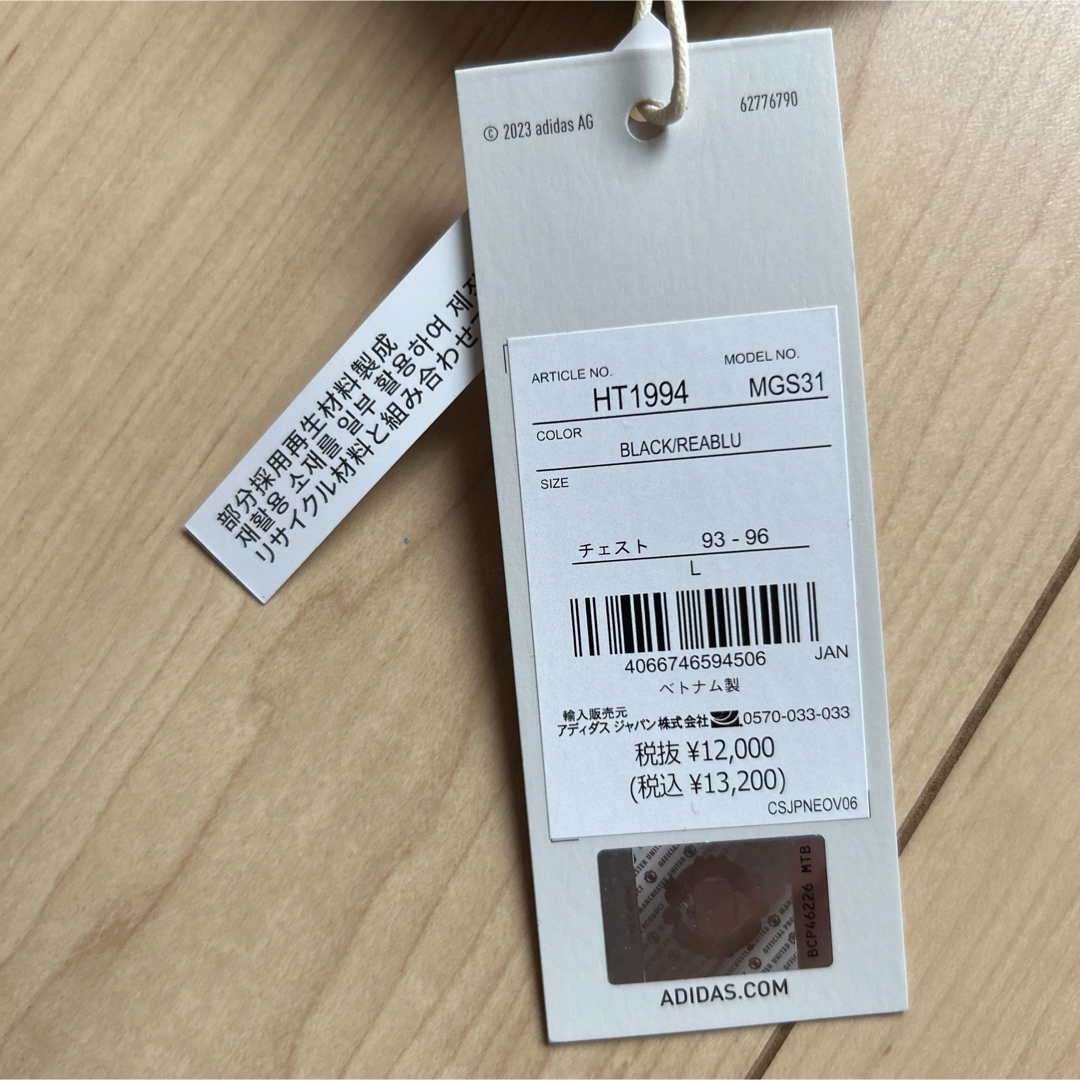 © 2023 adidas AG
62776790
部分採用再生材料製成
재활용 소재를 일부 활용하여
リサイクル材料と組み合わせ
ARTICLE NO.
MODEL NO.
HT1994
MGS31
COLOR
BLACK/REABLU
SIZE
チェスト 93 - 96
L
4066746594506 JAN
ベトナム製
輸入販売元
アディダス ジャパン株式会社 0570-033-033
税抜 ¥12,000
(税込 ¥13,200)
CSJPNEOV06
BCP46226 MTB
MANCHESTER UNITED
OFFICIAL PRODUCT
ADIDAS.COM